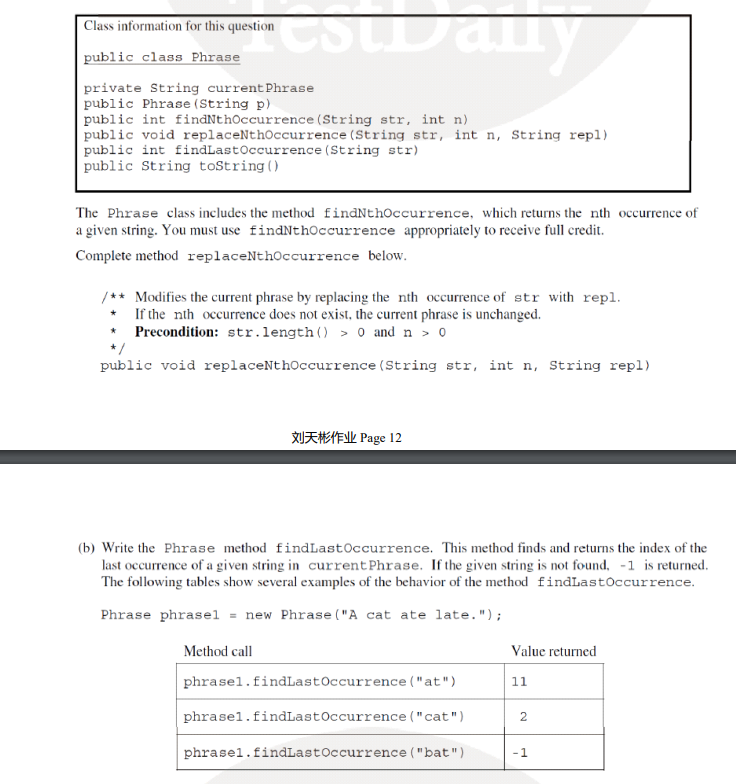 TestDaily
Class information for this question
public class Phrase
private String currentPhrase
public Phrase(String p)
public int findNthOccurrence(String str, int n)
public void replaceNthOccurrence(String str, int n, String repl)
public int findLastOccurrence(String str)
public String toString()
The Phrase class includes the method findNthOccurrence, which returns the nth occurrence of
a given string. You must use findNthOccurrence appropriately to receive full credit.
Complete method replaceNthOccurrence below.
/** Modifies the current phrase by replacing the nth occurrence of str with repl.
* If the nth occurrence does not exist, the current phrase is unchanged.
* Precondition: str.length() > 0 and n > 0
*/
public void replaceNthOccurrence(String str, int n, String repl)
刘天彬作业 Page 12
(b) Write the Phrase method findLastOccurrence. This method finds and returns the index of the
last occurrence of a given string in currentPhrase. If the given string is not found, -1 is returned.
The following tables show several examples of the behavior of the method findLastOccurrence.
Phrase phrase1 = new Phrase("A cat ate late.");
Method call Value returned
phrase1.findLastOccurrence("at") 11
phrase1.findLastOccurrence("cat") 2
phrase1.findLastOccurrence("bat") -1